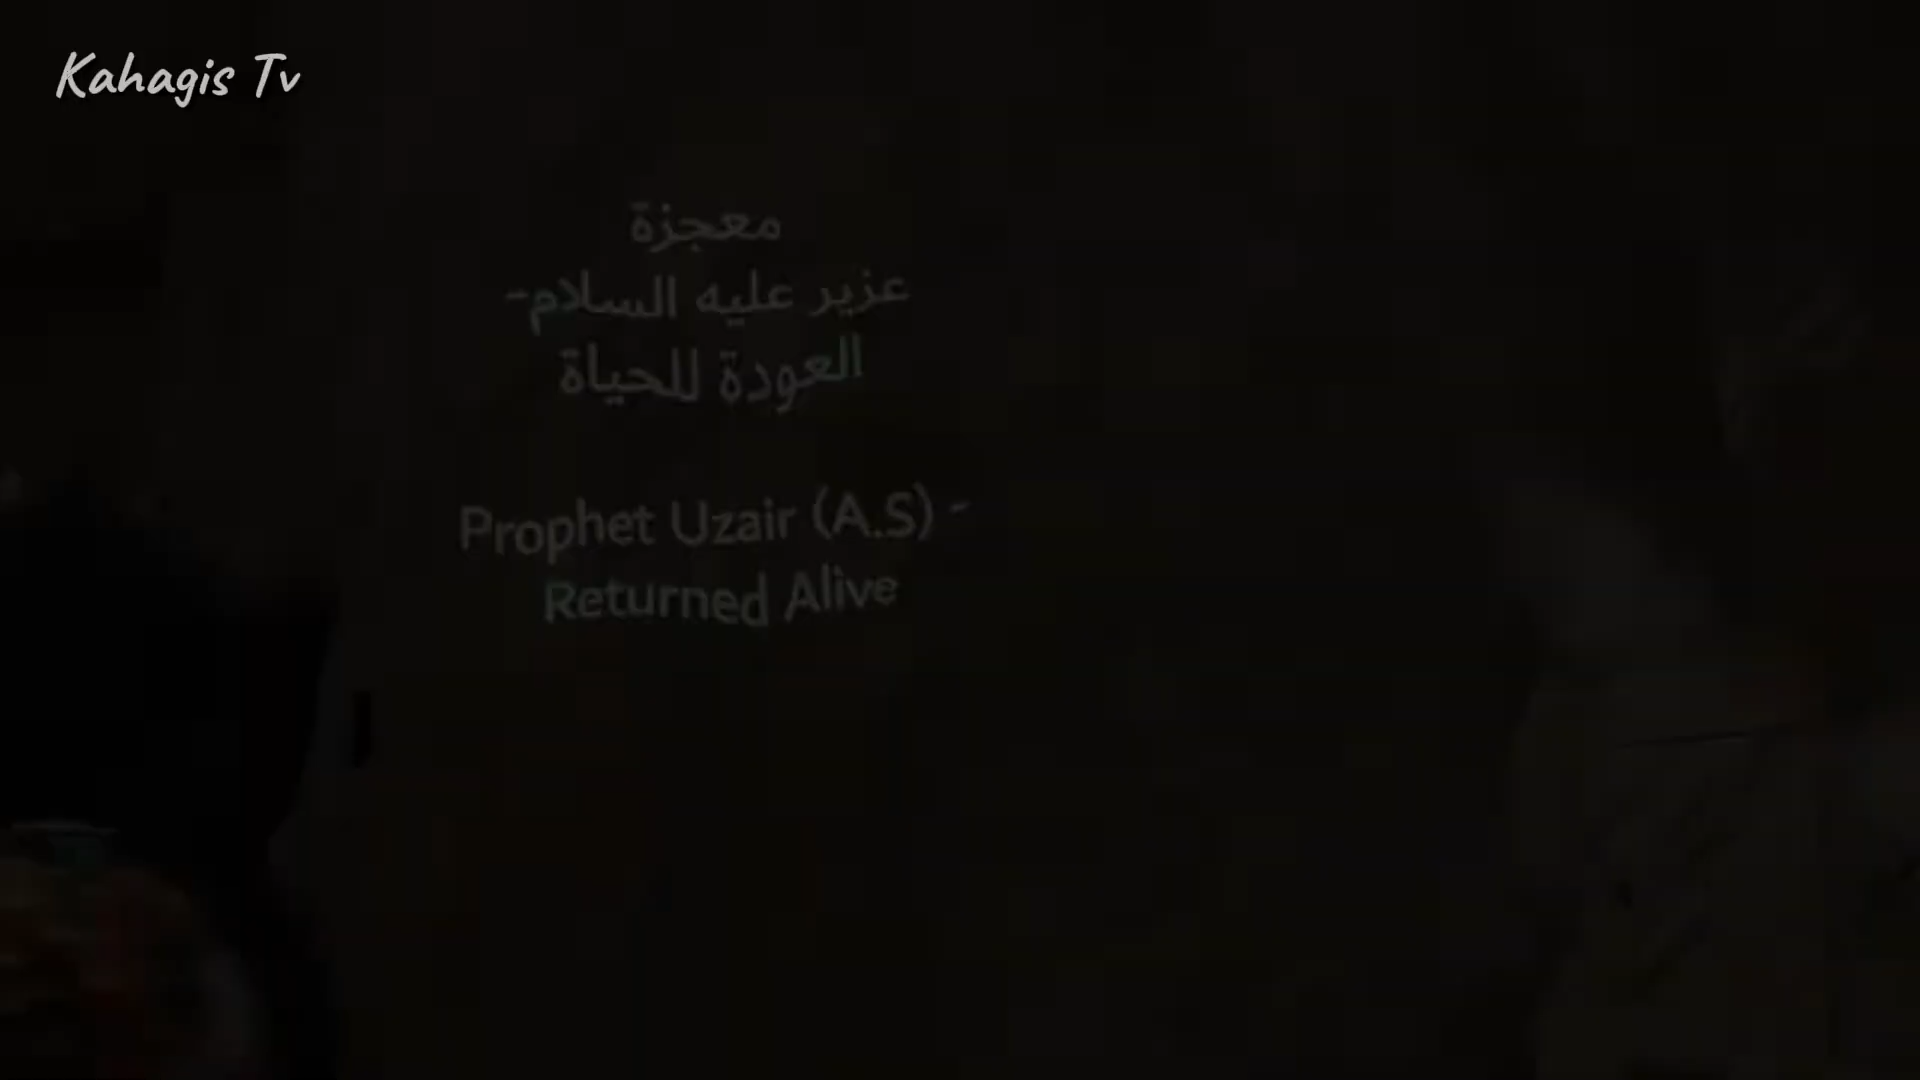 Kahagis Tv
معجزة
عزير عليه السلام-
العودة للحياة
Prophet Uzair (A.S) -
Returned Alive